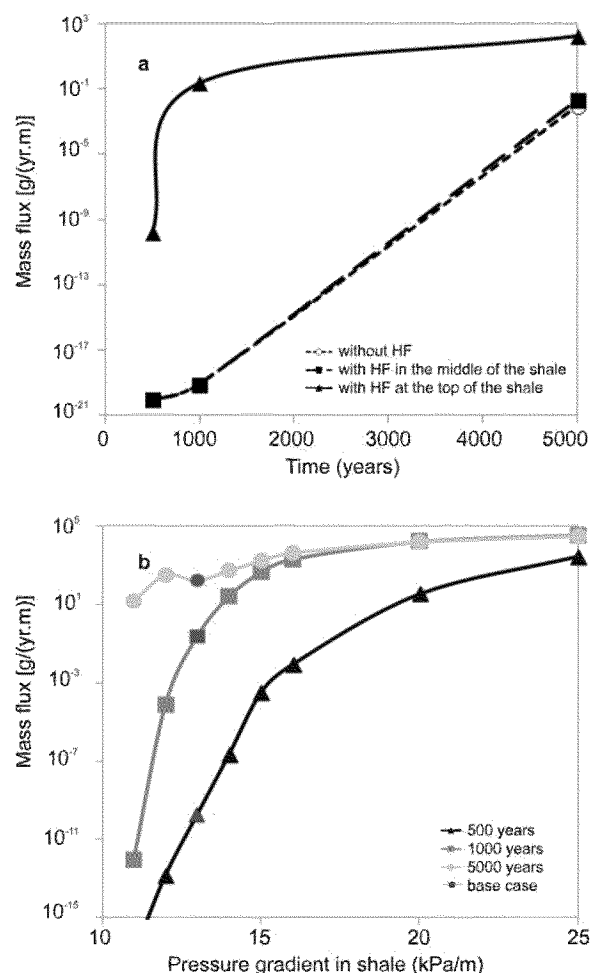 10³
10⁻¹
10⁻⁵
10⁻⁹
10⁻¹³
10⁻¹⁷
10⁻²¹
Mass flux [g/(yr.m)]
a
without HF
with HF in the middle of the shale
with HF at the top of the shale
0 1000 2000 3000 4000 5000
Time (years)
10⁵
10¹
10⁻³
10⁻⁷
10⁻¹¹
10⁻¹⁵
Mass flux [g/(yr.m)]
b
500 years
1000 years
5000 years
base case
10 15 20 25
Pressure gradient in shale (kPa/m)